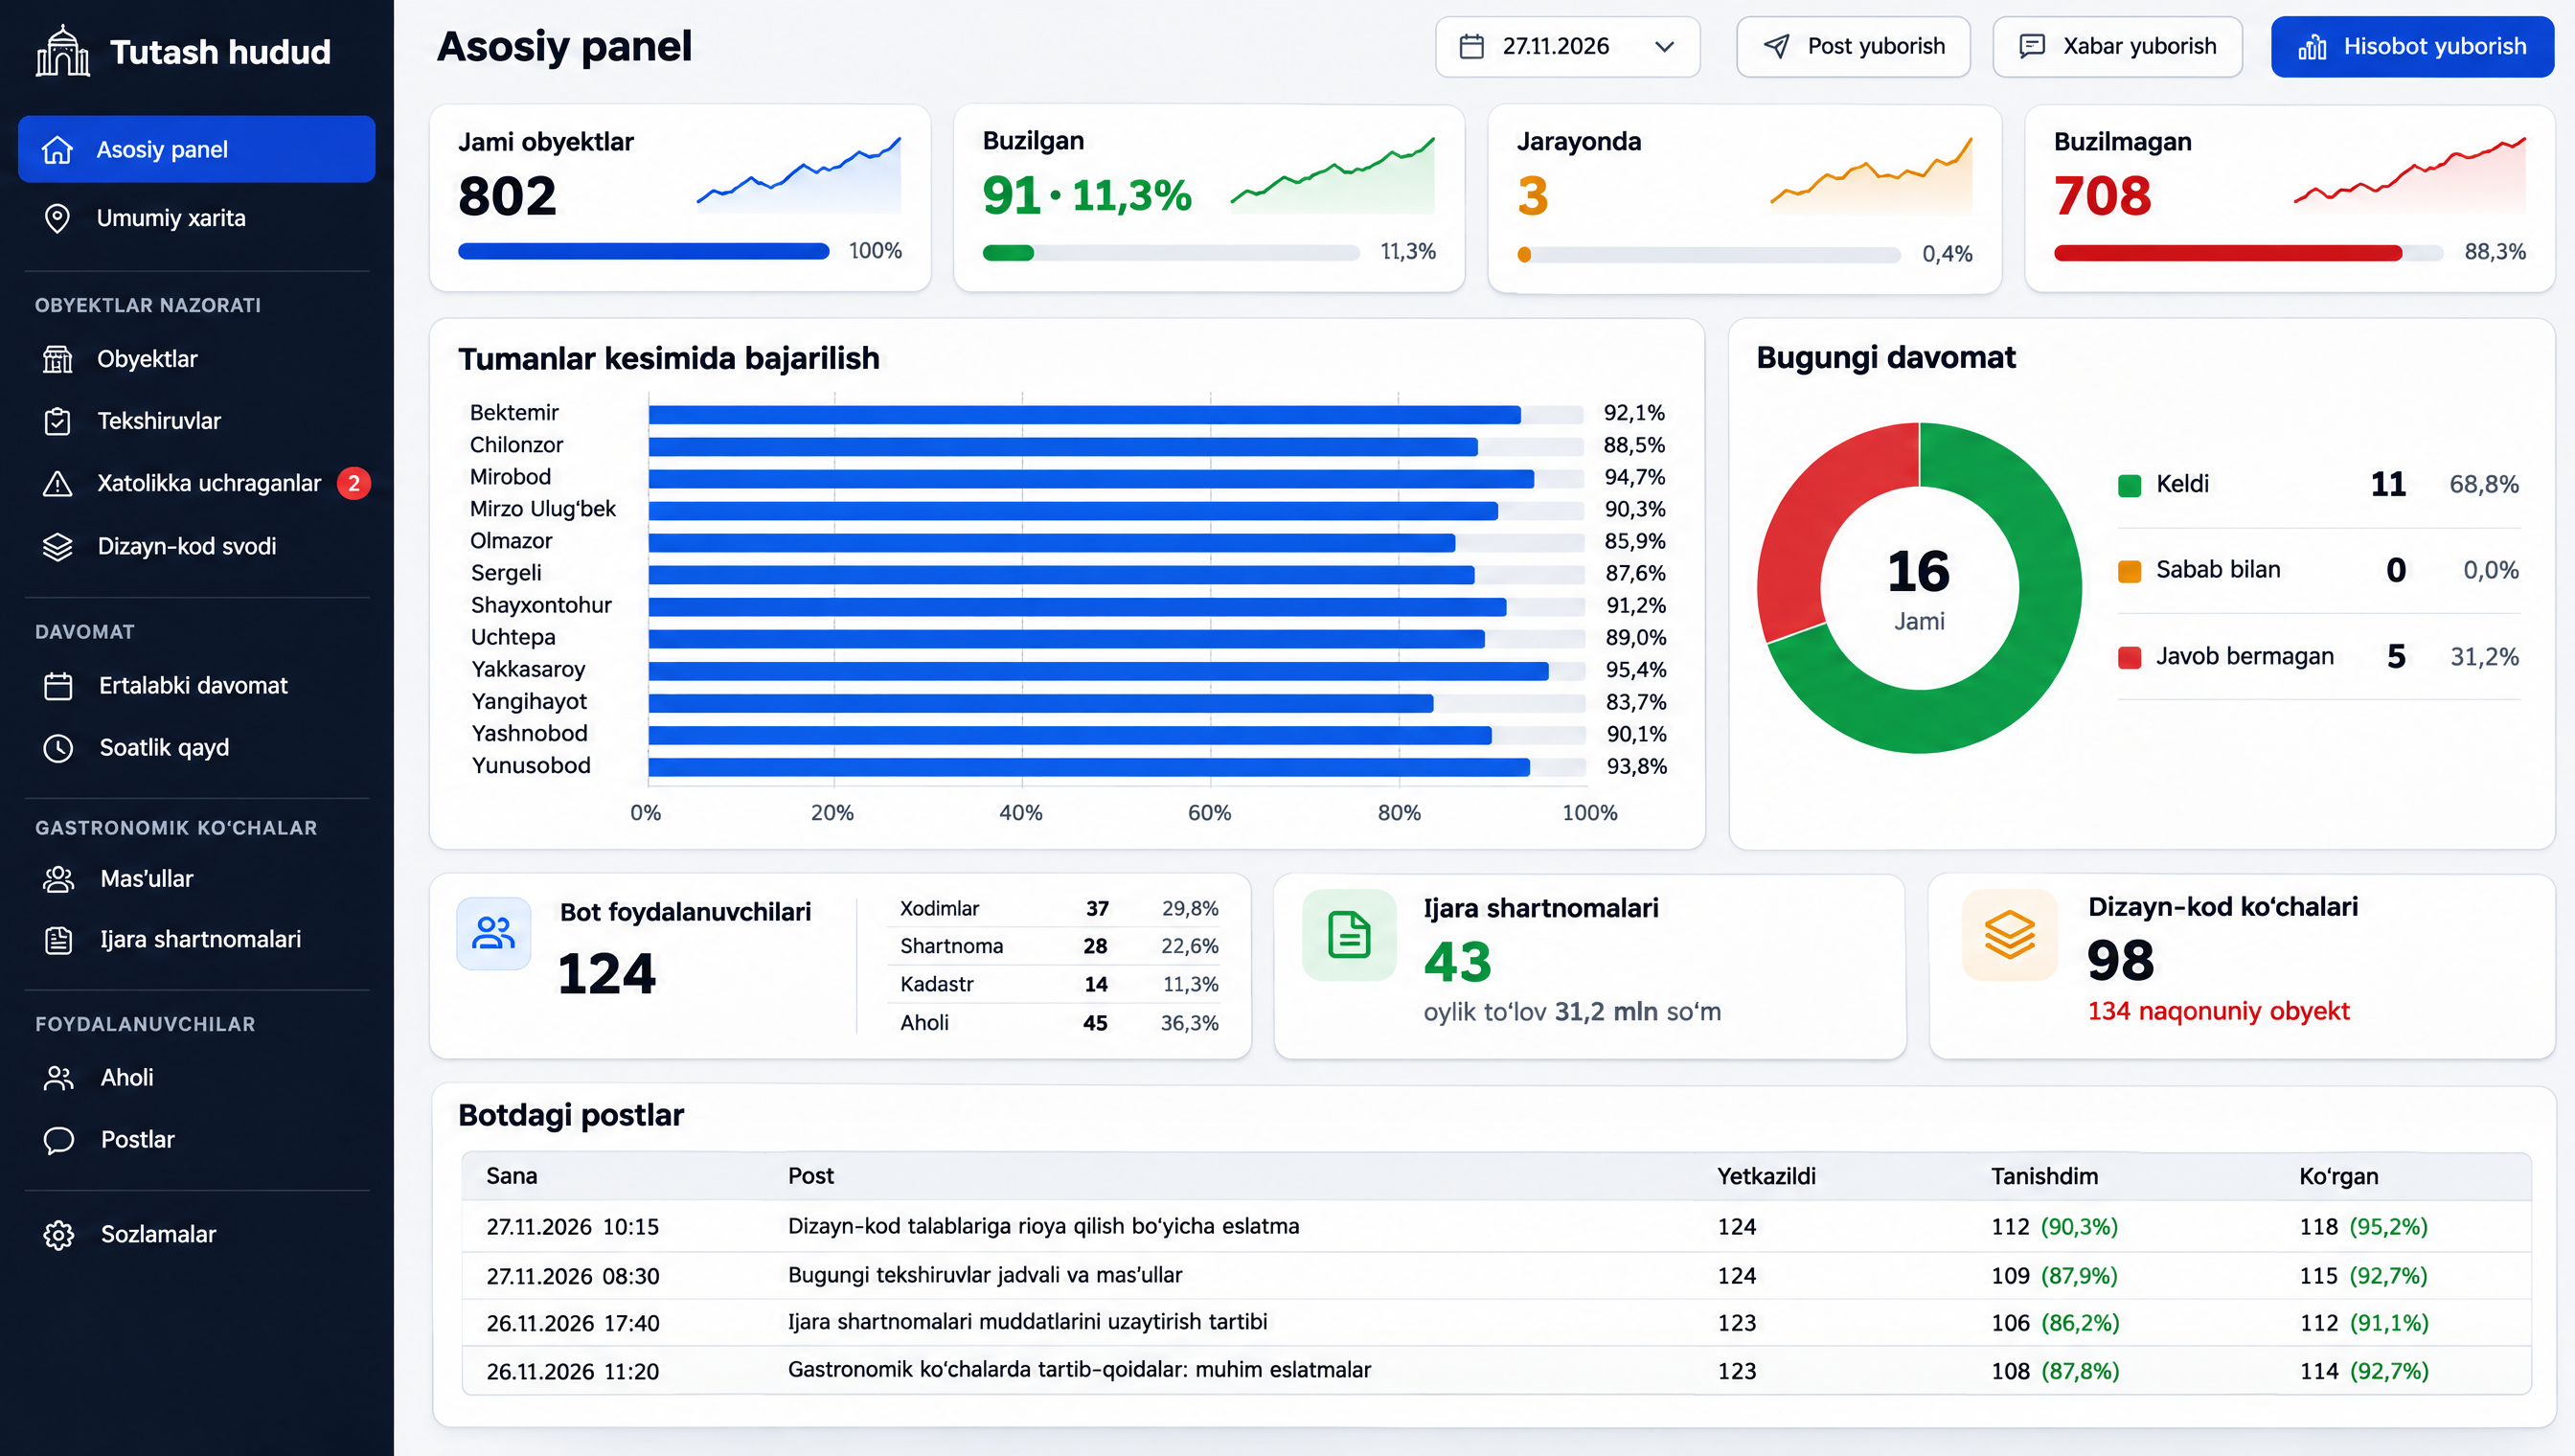 Tutash hudud
Asosiy panel
Umumiy xarita
OBYEKTLAR NAZORATI
Obyektlar
Tekshiruvlar
Xatolikka uchraganlar 2
Dizayn-kod svodi
DAVOMAT
Ertalabki davomat
Soatlik qayd
GASTRONOMIK KO‘CHALAR
Mas’ullar
Ijara shartnomalari
FOYDALANUVCHILAR
Aholi
Postlar
Sozlamalar
Asosiy panel
27.11.2026
Post yuborish
Xabar yuborish
Hisobot yuborish
Jami obyektlar
802
100%
Buzilgan
91 · 11,3%
11,3%
Jarayonda
3
0,4%
Buzilmagan
708
88,3%
Tumanlar kesimida bajarilish
Bektemir 92,1%
Chilonzor 88,5%
Mirobod 94,7%
Mirzo Ulug‘bek 90,3%
Olmazor 85,9%
Sergeli 87,6%
Shayxontohur 91,2%
Uchtepa 89,0%
Yakkasaroy 95,4%
Yangihayot 83,7%
Yashnobod 90,1%
Yunusobod 93,8%
0% 20% 40% 60% 80% 100%
Bugungi davomat
16
Jami
Keldi 11 68,8%
Sabab bilan 0 0,0%
Javob bermagan 5 31,2%
Bot foydalanuvchilari
124
Xodimlar 37 29,8%
Shartnoma 28 22,6%
Kadastr 14 11,3%
Aholi 45 36,3%
Ijara shartnomalari
43
oylik to‘lov 31,2 mln so‘m
Dizayn-kod ko‘chalari
98
134 naqonuniy obyekt
Botdagi postlar
Sana Post Yetkazildi Tanishdim Ko‘rgan
27.11.2026 10:15 Dizayn-kod talablariga rioya qilish bo‘yicha eslatma 124 112 (90,3%) 118 (95,2%)
27.11.2026 08:30 Bugungi tekshiruvlar jadvali va mas’ullar 124 109 (87,9%) 115 (92,7%)
26.11.2026 17:40 Ijara shartnomalari muddatlarini uzaytirish tartibi 123 106 (86,2%) 112 (91,1%)
26.11.2026 11:20 Gastronomik ko‘chalarda tartib-qoidalar: muhim eslatmalar 123 108 (87,8%) 114 (92,7%)